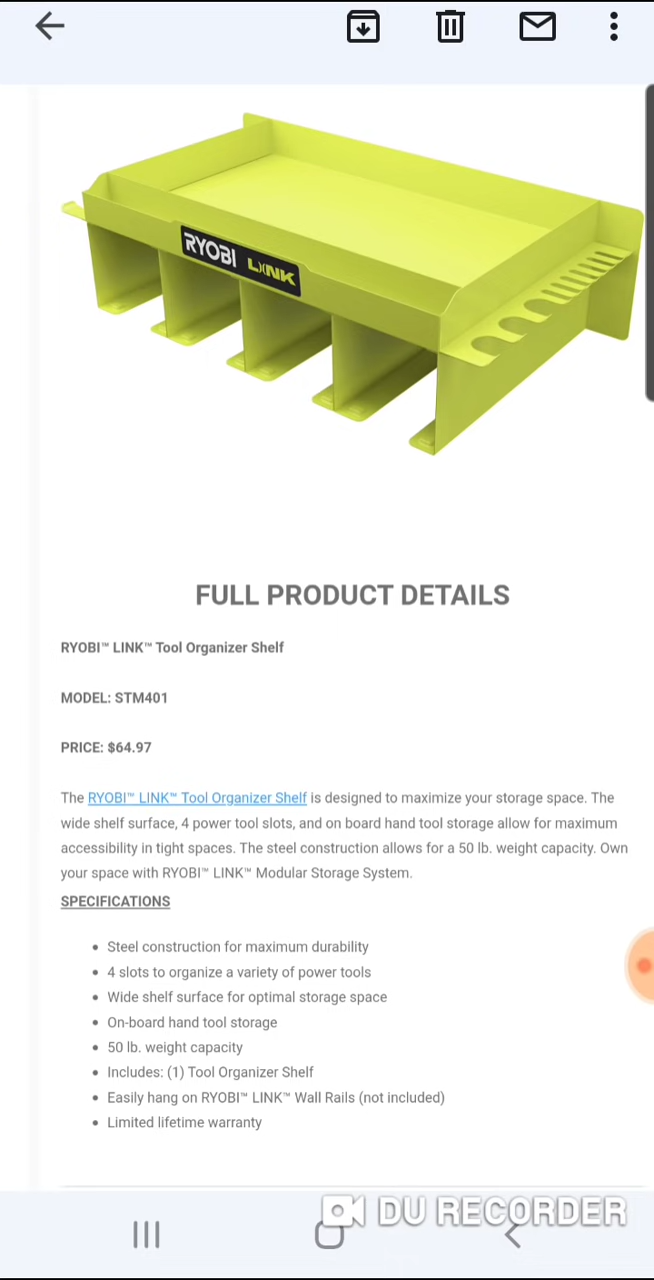 RYOBI LINK
FULL PRODUCT DETAILS
RYOBI™ LINK™ Tool Organizer Shelf
MODEL: STM401
PRICE: $64.97
The RYOBI™ LINK™ Tool Organizer Shelf is designed to maximize your storage space. The
wide shelf surface, 4 power tool slots, and on board hand tool storage allow for maximum
accessibility in tight spaces. The steel construction allows for a 50 lb. weight capacity. Own
your space with RYOBI™ LINK™ Modular Storage System.
SPECIFICATIONS
• Steel construction for maximum durability
• 4 slots to organize a variety of power tools
• Wide shelf surface for optimal storage space
• On-board hand tool storage
• 50 lb. weight capacity
• Includes: (1) Tool Organizer Shelf
• Easily hang on RYOBI™ LINK™ Wall Rails (not included)
• Limited lifetime warranty
DU RECORDER